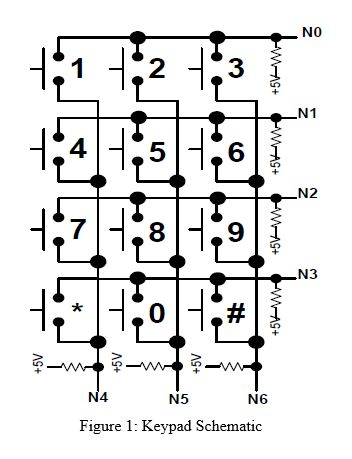 N0
1 2 3
+5V
N1
4 5 6
+5V
N2
7 8 9
+5V
N3
* 0 #
+5V
+5V +5V +5V
N4 N5 N6
Figure 1: Keypad Schematic